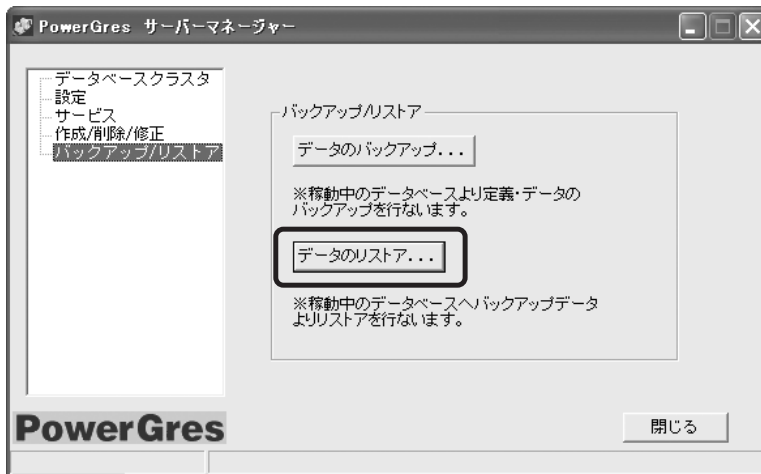 PowerGres サーバーマネージャー
データベースクラスタ
設定
サービス
作成/削除/修正
バックアップ/リストア
バックアップ/リストア
データのバックアップ...
※稼動中のデータベースより定義・データの
バックアップを行ないます。
データのリストア...
※稼動中のデータベースへバックアップデータ
よりリストアを行ないます。
PowerGres
閉じる